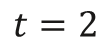 t = 2